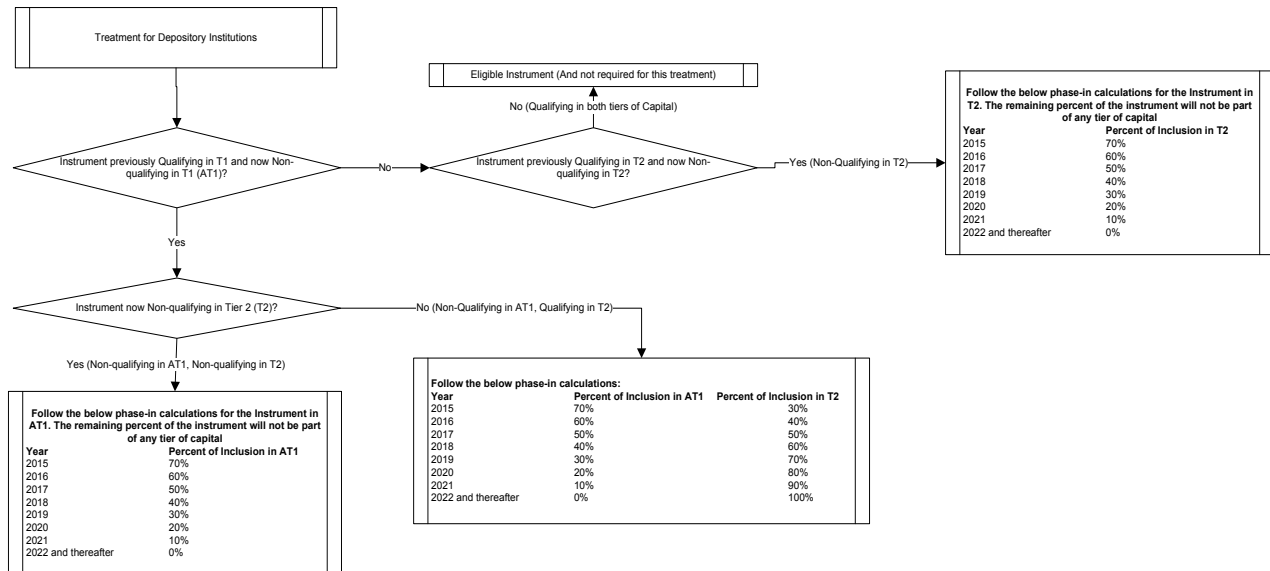 Treatment for Depository Institutions
Instrument previously Qualifying in T1 and now Non-
qualifying in T1 (AT1)?
No
Instrument previously Qualifying in T2 and now Non-
qualifying in T2?
No (Qualifying in both tiers of Capital)
Eligible Instrument (And not required for this treatment)
Yes (Non-Qualifying in T2)
Follow the below phase-in calculations for the Instrument in
T2. The remaining percent of the instrument will not be part
of any tier of capital
Year Percent of Inclusion in T2
2015 70%
2016 60%
2017 50%
2018 40%
2019 30%
2020 20%
2021 10%
2022 and thereafter 0%
Yes
Instrument now Non-qualifying in Tier 2 (T2)?
No (Non-Qualifying in AT1, Qualifying in T2)
Follow the below phase-in calculations:
Year Percent of Inclusion in AT1 Percent of Inclusion in T2
2015 70% 30%
2016 60% 40%
2017 50% 50%
2018 40% 60%
2019 30% 70%
2020 20% 80%
2021 10% 90%
2022 and thereafter 0% 100%
Yes (Non-qualifying in AT1, Non-qualifying in T2)
Follow the below phase-in calculations for the Instrument in
AT1. The remaining percent of the instrument will not be part
of any tier of capital
Year Percent of Inclusion in AT1
2015 70%
2016 60%
2017 50%
2018 40%
2019 30%
2020 20%
2021 10%
2022 and thereafter 0%